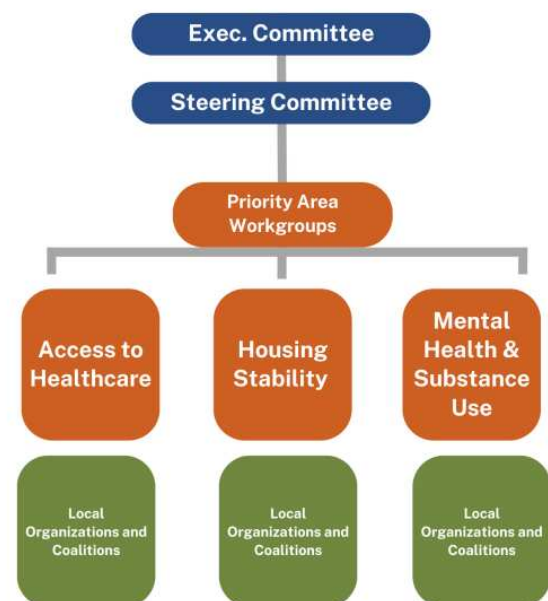 Exec. Committee
Steering Committee
Priority Area
Workgroups
Access to
Healthcare
Housing
Stability
Mental
Health &
Substance
Use
Local
Organizations and
Coalitions
Local
Organizations and
Coalitions
Local
Organizations and
Coalitions